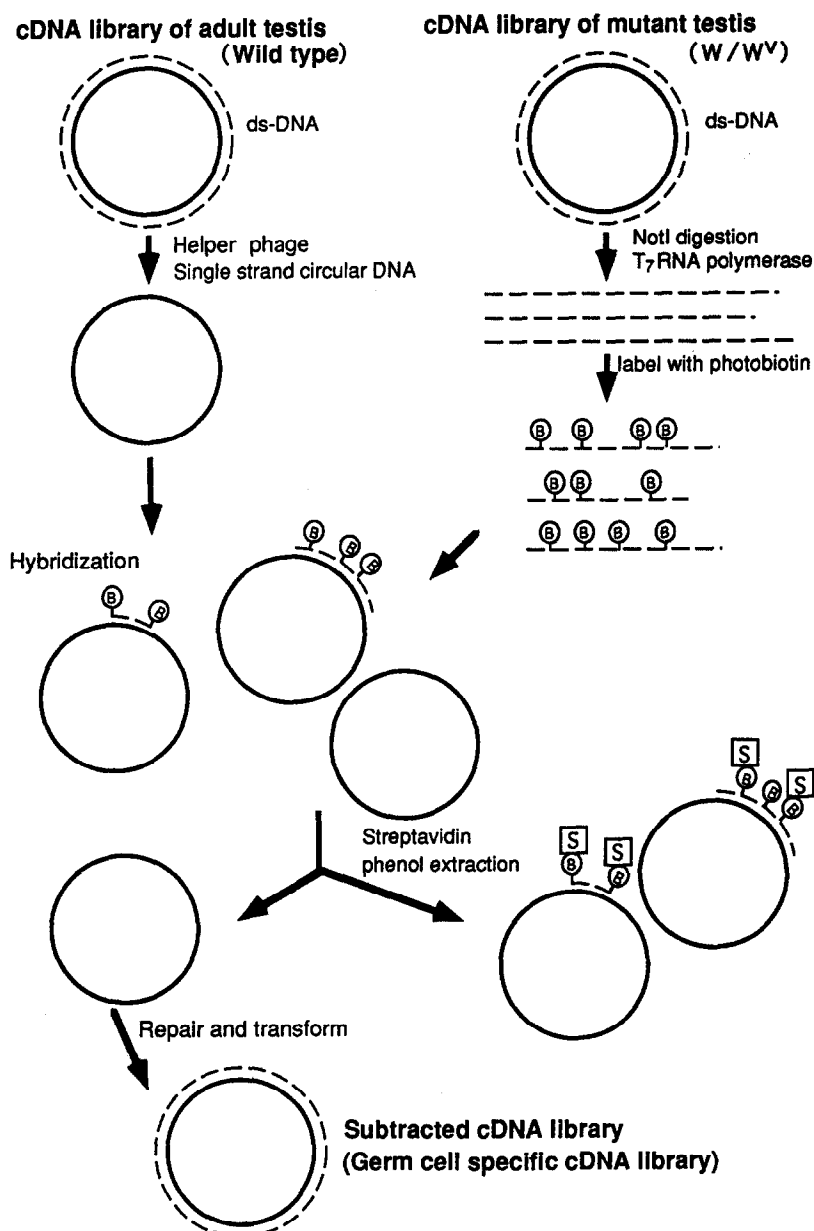 cDNA library of adult testis
(Wild type)
cDNA library of mutant testis
(W/Wᵛ)
ds-DNA
ds-DNA
Helper phage
Single strand circular DNA
NotI digestion
T₇RNA polymerase
label with photobiotin
B B B B
B B B
B B B B
Hybridization
B B B
B B
S
B B S
B
Streptavidin
phenol extraction
S S
B B
Repair and transform
Subtracted cDNA library
(Germ cell specific cDNA library)